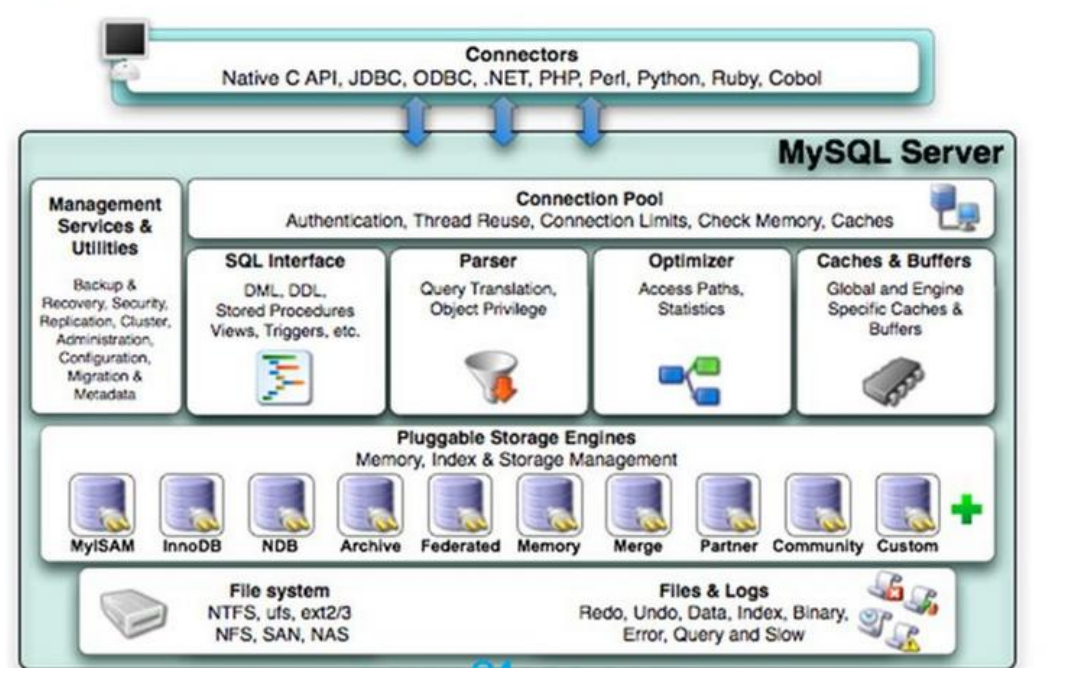 Connectors
Native C API, JDBC, ODBC, .NET, PHP, Perl, Python, Ruby, Cobol
MySQL Server
Management
Services &
Utilities
Backup &
Recovery, Security,
Replication, Cluster,
Administration,
Configuration,
Migration &
Metadata
Connection Pool
Authentication, Thread Reuse, Connection Limits, Check Memory, Caches
SQL Interface
DML, DDL,
Stored Procedures
Views, Triggers, etc.
Parser
Query Translation,
Object Privilege
Optimizer
Access Paths,
Statistics
Caches & Buffers
Global and Engine
Specific Caches &
Buffers
Pluggable Storage Engines
Memory, Index & Storage Management
MyISAM
InnoDB
NDB
Archive
Federated
Memory
Merge
Partner
Community
Custom
File system
NTFS, ufs, ext2/3
NFS, SAN, NAS
Files & Logs
Redo, Undo, Data, Index, Binary,
Error, Query and Slow